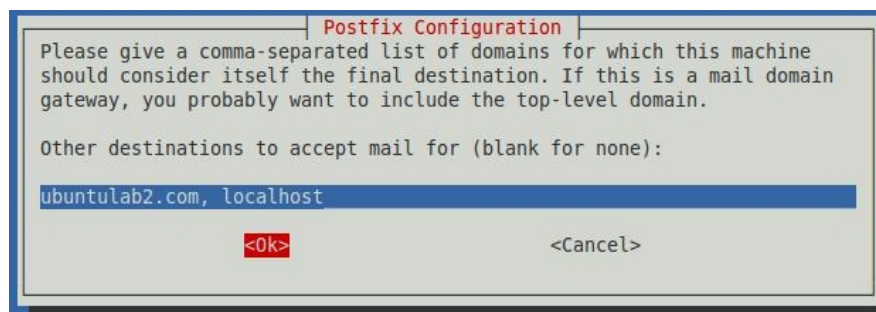 Postfix Configuration
Please give a comma-separated list of domains for which this machine
should consider itself the final destination. If this is a mail domain
gateway, you probably want to include the top-level domain.
Other destinations to accept mail for (blank for none):
ubuntulab2.com, localhost
<Ok> <Cancel>